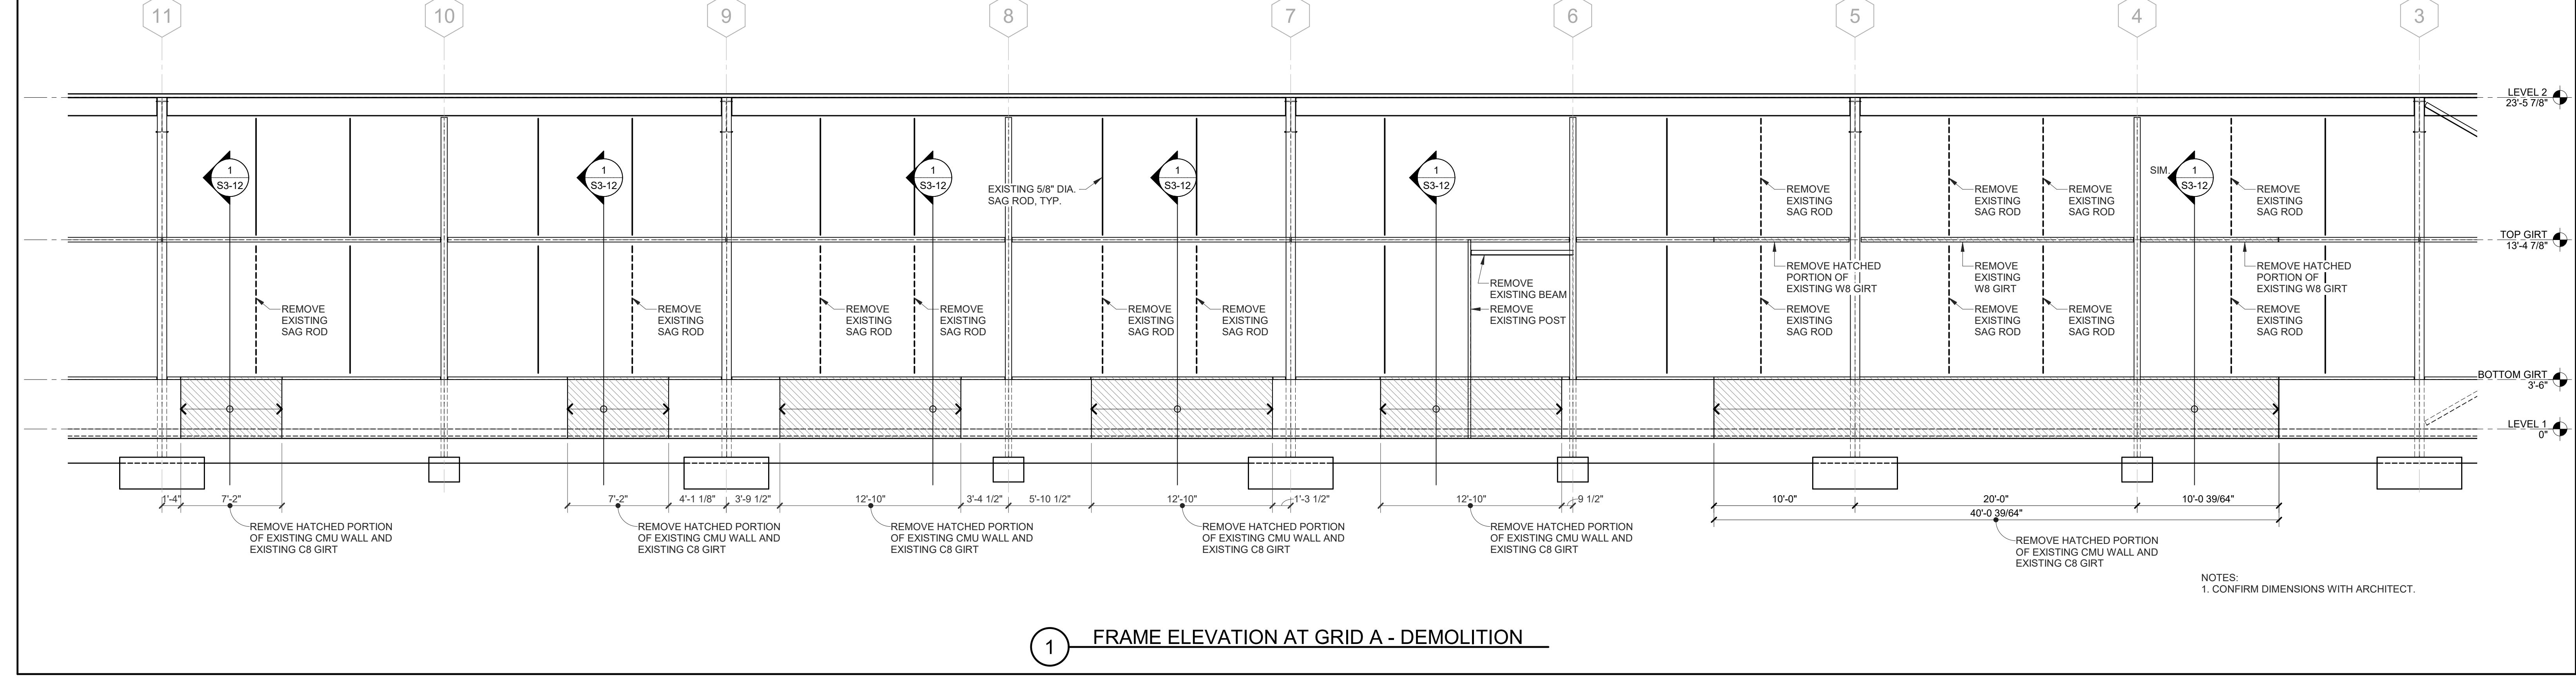 11
10
9
8
7
6
5
4
3
LEVEL 2
23'-5 7/8"
1
S3-12
1
S3-12
1
S3-12
EXISTING 5/8" DIA.
SAG ROD, TYP.
1
S3-12
1
S3-12
REMOVE
EXISTING
SAG ROD
REMOVE
EXISTING
SAG ROD
REMOVE
EXISTING
SAG ROD
SIM.
1
S3-12
REMOVE
EXISTING
SAG ROD
TOP GIRT
13'-4 7/8"
REMOVE HATCHED
PORTION OF
EXISTING W8 GIRT
REMOVE
EXISTING
W8 GIRT
REMOVE HATCHED
PORTION OF
EXISTING W8 GIRT
REMOVE
EXISTING BEAM
REMOVE
EXISTING POST
REMOVE
EXISTING
SAG ROD
REMOVE
EXISTING
SAG ROD
REMOVE
EXISTING
SAG ROD
REMOVE
EXISTING
SAG ROD
REMOVE
EXISTING
SAG ROD
REMOVE
EXISTING
SAG ROD
REMOVE
EXISTING
SAG ROD
REMOVE
EXISTING
SAG ROD
REMOVE
EXISTING
SAG ROD
REMOVE
EXISTING
SAG ROD
BOTTOM GIRT
3'-6"
LEVEL 1
0"
1'-4"
7'-2"
7'-2"
4'-1 1/8"
3'-9 1/2"
12'-10"
3'-4 1/2"
5'-10 1/2"
12'-10"
1'-3 1/2"
12'-10"
9 1/2"
10'-0"
20'-0"
10'-0 39/64"
40'-0 39/64"
REMOVE HATCHED PORTION
OF EXISTING CMU WALL AND
EXISTING C8 GIRT
REMOVE HATCHED PORTION
OF EXISTING CMU WALL AND
EXISTING C8 GIRT
REMOVE HATCHED PORTION
OF EXISTING CMU WALL AND
EXISTING C8 GIRT
REMOVE HATCHED PORTION
OF EXISTING CMU WALL AND
EXISTING C8 GIRT
REMOVE HATCHED PORTION
OF EXISTING CMU WALL AND
EXISTING C8 GIRT
REMOVE HATCHED PORTION
OF EXISTING CMU WALL AND
EXISTING C8 GIRT
NOTES:
1. CONFIRM DIMENSIONS WITH ARCHITECT.
1
FRAME ELEVATION AT GRID A - DEMOLITION